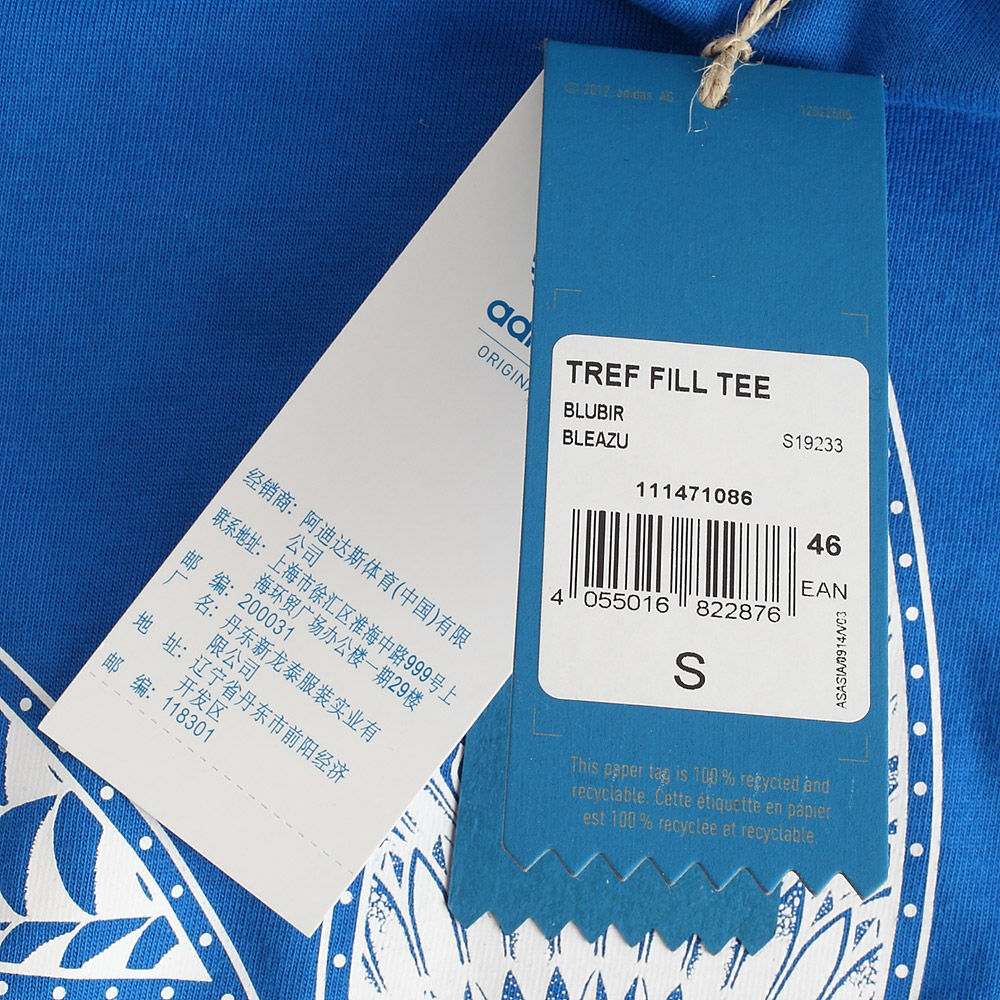 © 2012 adidas AG
TREF FILL TEE
BLUBIR
BLEAZU S19233
111471086
46
EAN
4 055016 822876
S
ASASIA/0914/VC3
This paper tag is 100 % recycled and
recyclable. Cette étiquette en papier
est 100 % recyclée et recyclable.
ORIGIN
经销商: 阿迪达斯体育(中国)有限
公司
联系地址: 上海市徐汇区淮海中路999号上
海环贸广场办公楼一期29楼
邮 编: 200031
厂 名: 丹东新龙泰服装实业有
限公司
地 址: 辽宁省丹东市前阳经济
开发区
邮 编: 118301